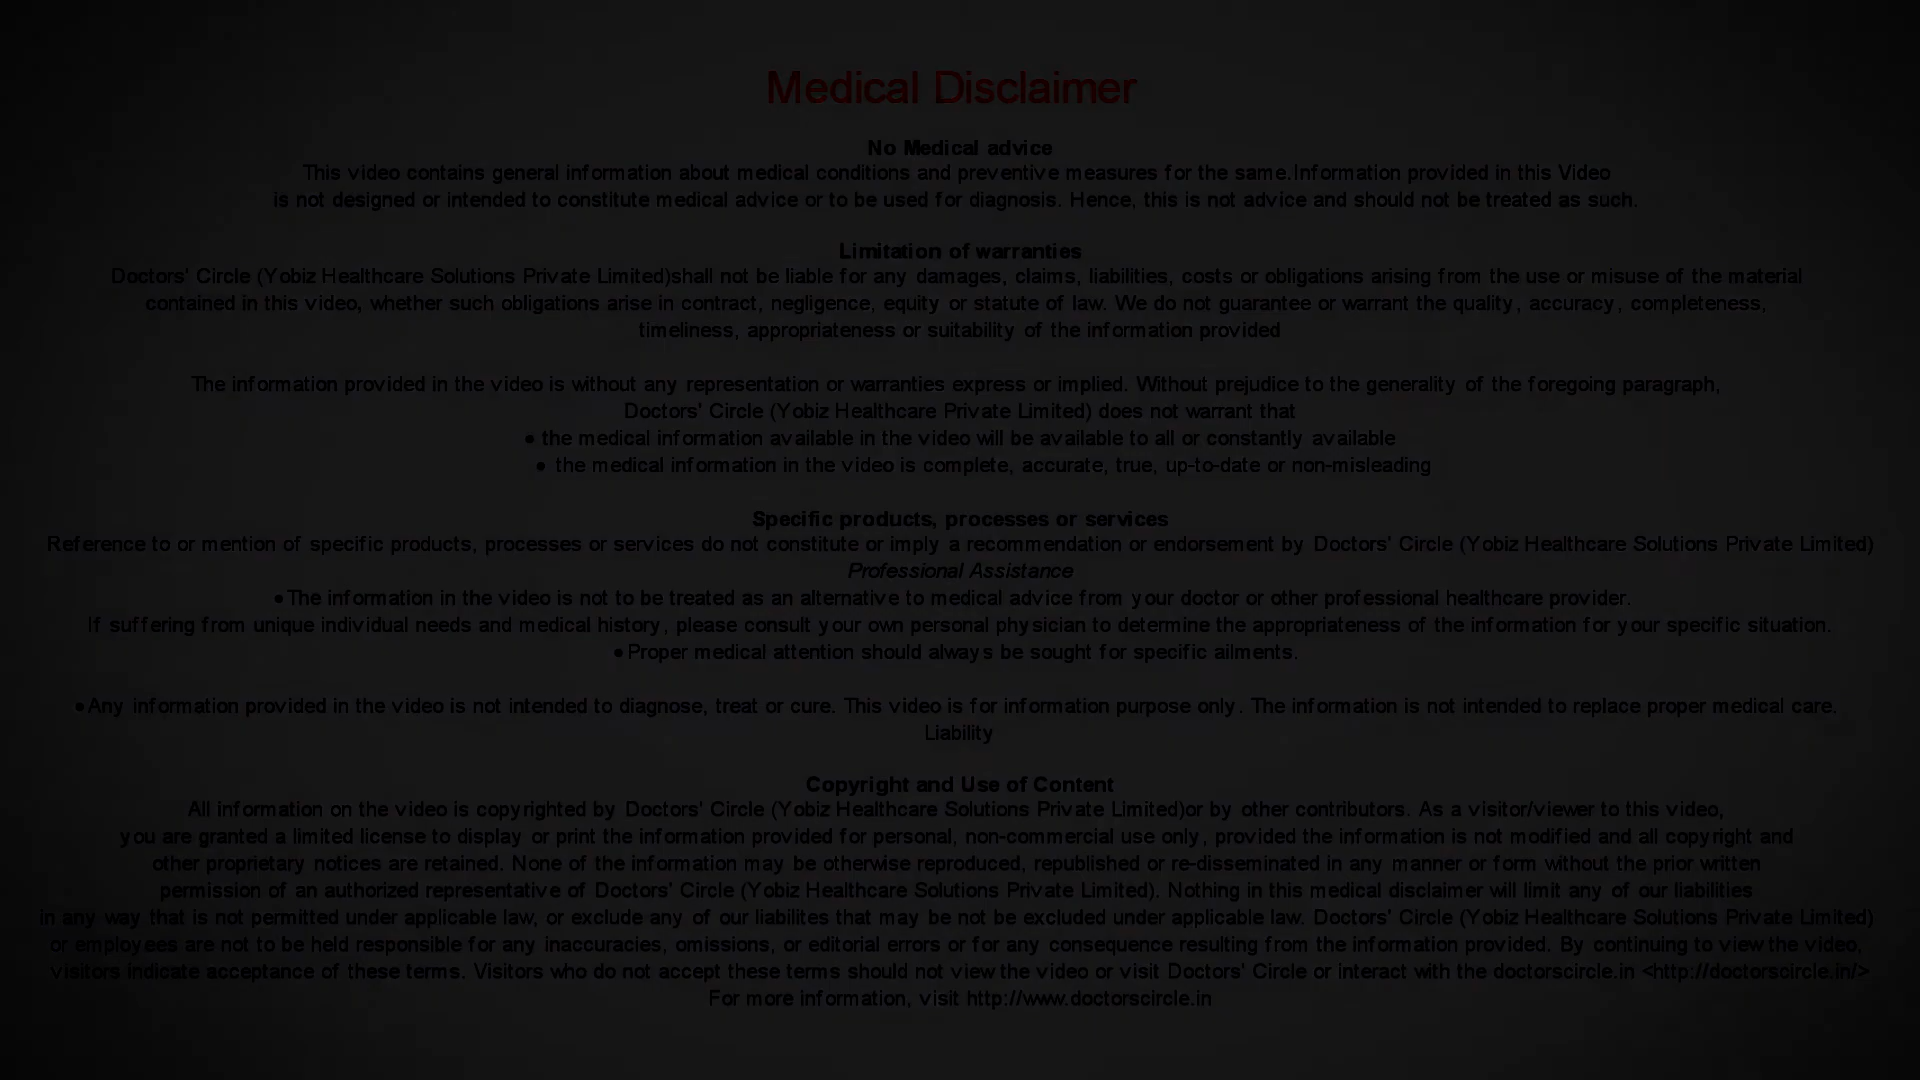 Medical Disclaimer
No Medical advice
This video contains general information about medical conditions and preventive measures for the same.Information provided in this Video
is not designed or intended to constitute medical advice or to be used for diagnosis. Hence, this is not advice and should not be treated as such.
Limitation of warranties
Doctors' Circle (Yobiz Healthcare Solutions Private Limited)shall not be liable for any damages, claims, liabilities, costs or obligations arising from the use or misuse of the material
contained in this video, whether such obligations arise in contract, negligence, equity or statute of law. We do not guarantee or warrant the quality, accuracy, completeness,
timeliness, appropriateness or suitability of the information provided
The information provided in the video is without any representation or warranties express or implied. Without prejudice to the generality of the foregoing paragraph,
Doctors' Circle (Yobiz Healthcare Private Limited) does not warrant that
● the medical information available in the video will be available to all or constantly available
● the medical information in the video is complete, accurate, true, up-to-date or non-misleading
Specific products, processes or services
Reference to or mention of specific products, processes or services do not constitute or imply a recommendation or endorsement by Doctors' Circle (Yobiz Healthcare Solutions Private Limited)
Professional Assistance
●The information in the video is not to be treated as an alternative to medical advice from your doctor or other professional healthcare provider.
If suffering from unique individual needs and medical history, please consult your own personal physician to determine the appropriateness of the information for your specific situation.
●Proper medical attention should always be sought for specific ailments.
●Any information provided in the video is not intended to diagnose, treat or cure. This video is for information purpose only. The information is not intended to replace proper medical care.
Liability
Copyright and Use of Content
All information on the video is copyrighted by Doctors' Circle (Yobiz Healthcare Solutions Private Limited)or by other contributors. As a visitor/viewer to this video,
you are granted a limited license to display or print the information provided for personal, non-commercial use only, provided the information is not modified and all copyright and
other proprietary notices are retained. None of the information may be otherwise reproduced, republished or re-disseminated in any manner or form without the prior written
permission of an authorized representative of Doctors' Circle (Yobiz Healthcare Solutions Private Limited). Nothing in this medical disclaimer will limit any of our liabilities
in any way that is not permitted under applicable law, or exclude any of our liabilites that may be not be excluded under applicable law. Doctors' Circle (Yobiz Healthcare Solutions Private Limited)
or employees are not to be held responsible for any inaccuracies, omissions, or editorial errors or for any consequence resulting from the information provided. By continuing to view the video,
visitors indicate acceptance of these terms. Visitors who do not accept these terms should not view the video or visit Doctors' Circle or interact with the doctorscircle.in <http://doctorscircle.in/>
For more information, visit http://www.doctorscircle.in